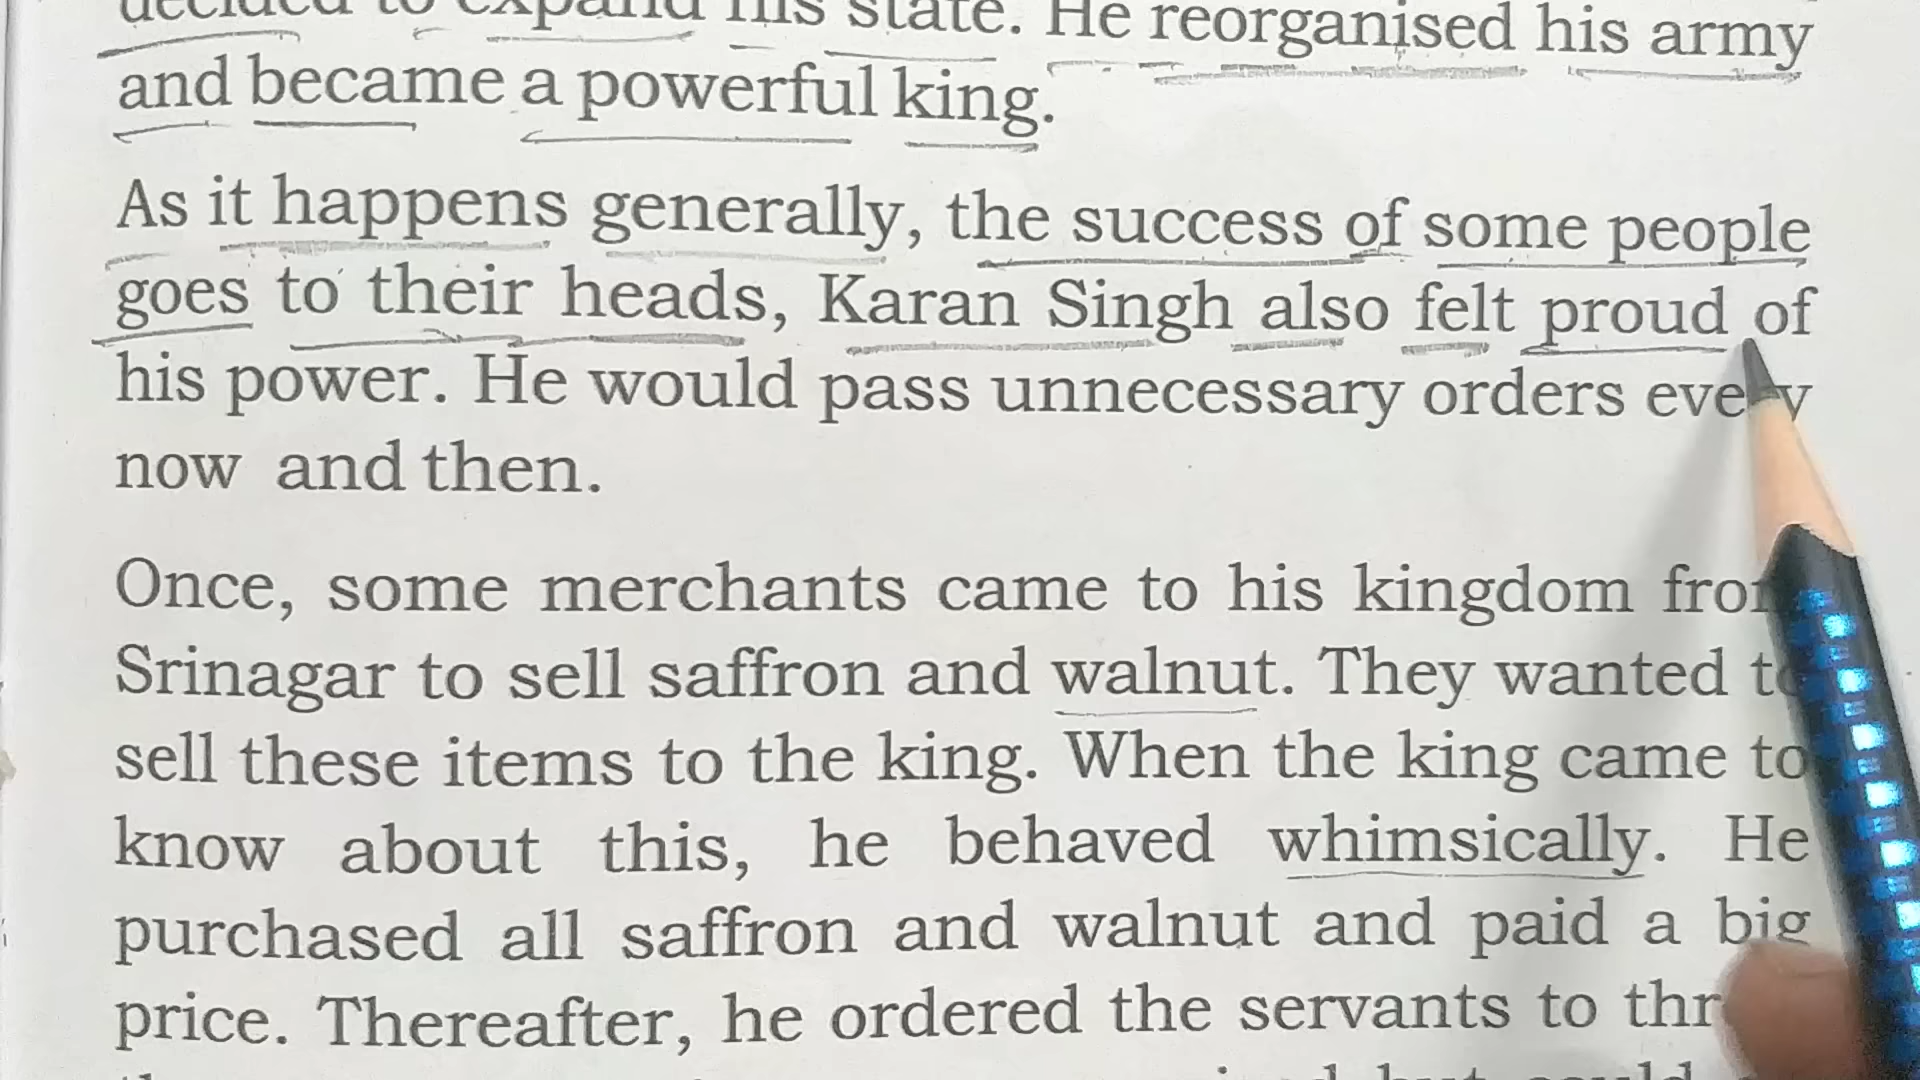 decided to expand his state. He reorganised his army
and became a powerful king.
As it happens generally, the success of some people
goes to their heads, Karan Singh also felt proud of
his power. He would pass unnecessary orders every
now and then.
Once, some merchants came to his kingdom from
Srinagar to sell saffron and walnut. They wanted to
sell these items to the king. When the king came to
know about this, he behaved whimsically. He
purchased all saffron and walnut and paid a big
price. Thereafter, he ordered the servants to
but could